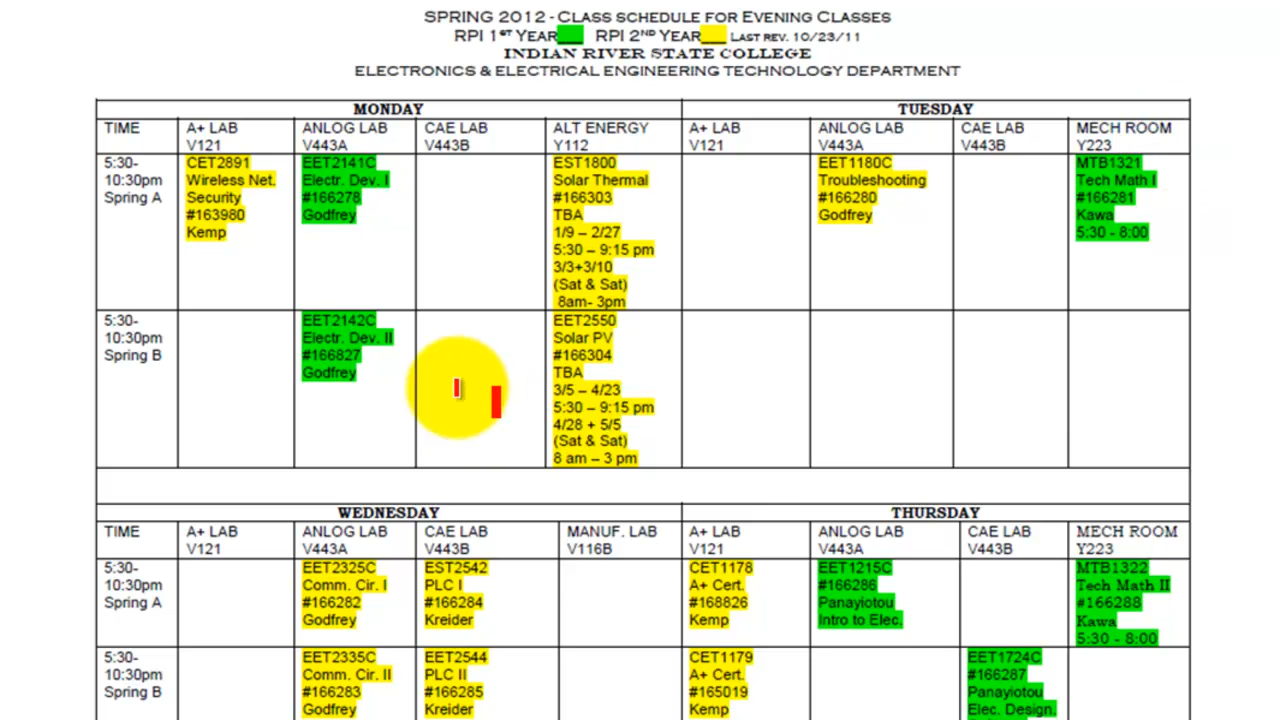 SPRING 2012 - CLASS SCHEDULE FOR EVENING CLASSES
RPI 1ST YEAR___ RPI 2ND YEAR___ LAST REV. 10/23/11
INDIAN RIVER STATE COLLEGE
ELECTRONICS & ELECTRICAL ENGINEERING TECHNOLOGY DEPARTMENT
MONDAY
TUESDAY
TIME
A+ LAB
V121
ANLOG LAB
V443A
CAE LAB
V443B
ALT ENERGY
Y112
A+ LAB
V121
ANLOG LAB
V443A
CAE LAB
V443B
MECH ROOM
Y223
5:30-
10:30pm
Spring A
CET2891
Wireless Net.
Security
#163980
Kemp
EET2141C
Electr. Dev. I
#166278
Godfrey
EST1800
Solar Thermal
#166303
TBA
1/9 – 2/27
5:30 – 9:15 pm
3/3+3/10
(Sat & Sat)
8am- 3pm
EET1180C
Troubleshooting
#166280
Godfrey
MTB1321
Tech Math I
#166281
Kawa
5:30 - 8:00
5:30-
10:30pm
Spring B
EET2142C
Electr. Dev. II
#166827
Godfrey
EET2550
Solar PV
#166304
TBA
3/5 – 4/23
5:30 – 9:15 pm
4/28 + 5/5
(Sat & Sat)
8 am – 3 pm
WEDNESDAY
THURSDAY
TIME
A+ LAB
V121
ANLOG LAB
V443A
CAE LAB
V443B
MANUF. LAB
V116B
A+ LAB
V121
ANLOG LAB
V443A
CAE LAB
V443B
MECH ROOM
Y223
5:30-
10:30pm
Spring A
EET2325C
Comm. Cir. I
#166282
Godfrey
EST2542
PLC I
#166284
Kreider
CET1178
A+ Cert.
#168826
Kemp
EET1215C
#166286
Panayiotou
Intro to Elec.
MTB1322
Tech Math II
#166288
Kawa
5:30 - 8:00
5:30-
10:30pm
Spring B
EET2335C
Comm. Cir. II
#166283
Godfrey
EET2544
PLC II
#166285
Kreider
CET1179
A+ Cert.
#165019
Kemp
EET1724C
#166287
Panayiotou
Elec. Design.